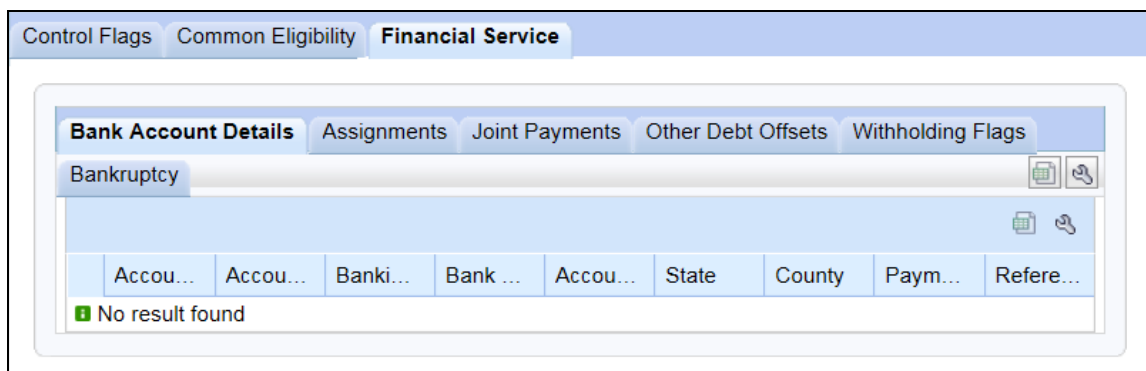 Control Flags Common Eligibility Financial Service
Bank Account Details Assignments Joint Payments Other Debt Offsets Withholding Flags
Bankruptcy
Accou... Accou... Banki... Bank ... Accou... State County Paym... Refere...
No result found